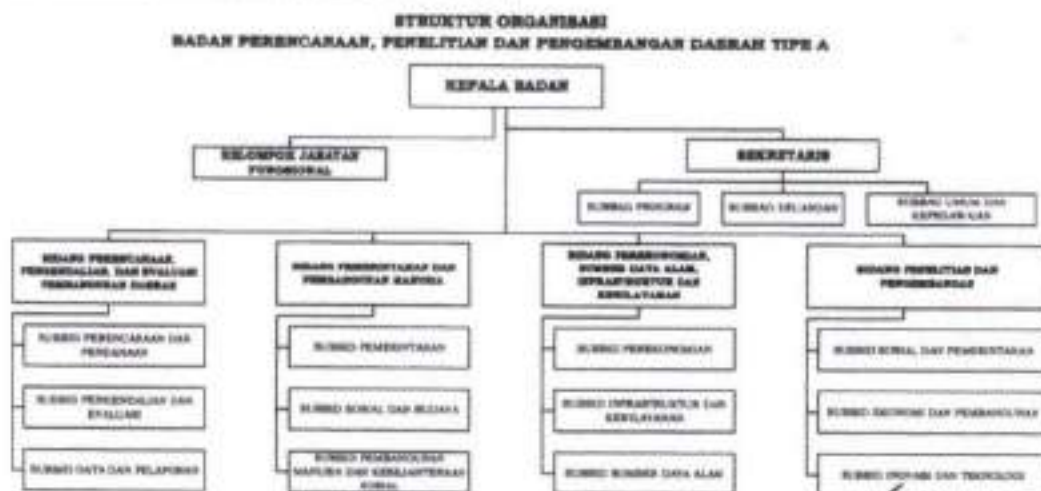 STRUKTUR ORGANISASI
BADAN PERENCANAAN, PENELITIAN DAN PENGEMBANGAN DAERAH TIPE A
KEPALA BADAN
KELOMPOK JABATAN
FUNGSIONAL
SEKRETARIS
SUBBAG PROGRAM
SUBBAG KEUANGAN
SUBBAG UMUM DAN
KEPEGAWAIAN
BIDANG PERENCANAAN,
PENGENDALIAN, DAN EVALUASI
PEMBANGUNAN DAERAH
BIDANG PEMERINTAHAN DAN
PEMBANGUNAN MANUSIA
BIDANG PEREKONOMIAN,
SUMBER DAYA ALAM,
INFRASTRUKTUR DAN
KEWILAYAHAN
BIDANG PENELITIAN DAN
PENGEMBANGAN
SUBBID PERENCANAAN DAN
PENDANAAN
SUBBID PEMERINTAHAN
SUBBID PEREKONOMIAN
SUBBID SOSIAL DAN PEMERINTAHAN
SUBBID PENGENDALIAN DAN
EVALUASI
SUBBID SOSIAL DAN BUDAYA
SUBBID INFRASTRUKTUR DAN
KEWILAYAHAN
SUBBID EKONOMI DAN PEMBANGUNAN
SUBBID DATA DAN PELAPORAN
SUBBID PEMBANGUNAN
MANUSIA DAN KESEJAHTERAAN
SOSIAL
SUBBID SUMBER DAYA ALAM
SUBBID INOVASI DAN TEKNOLOGI